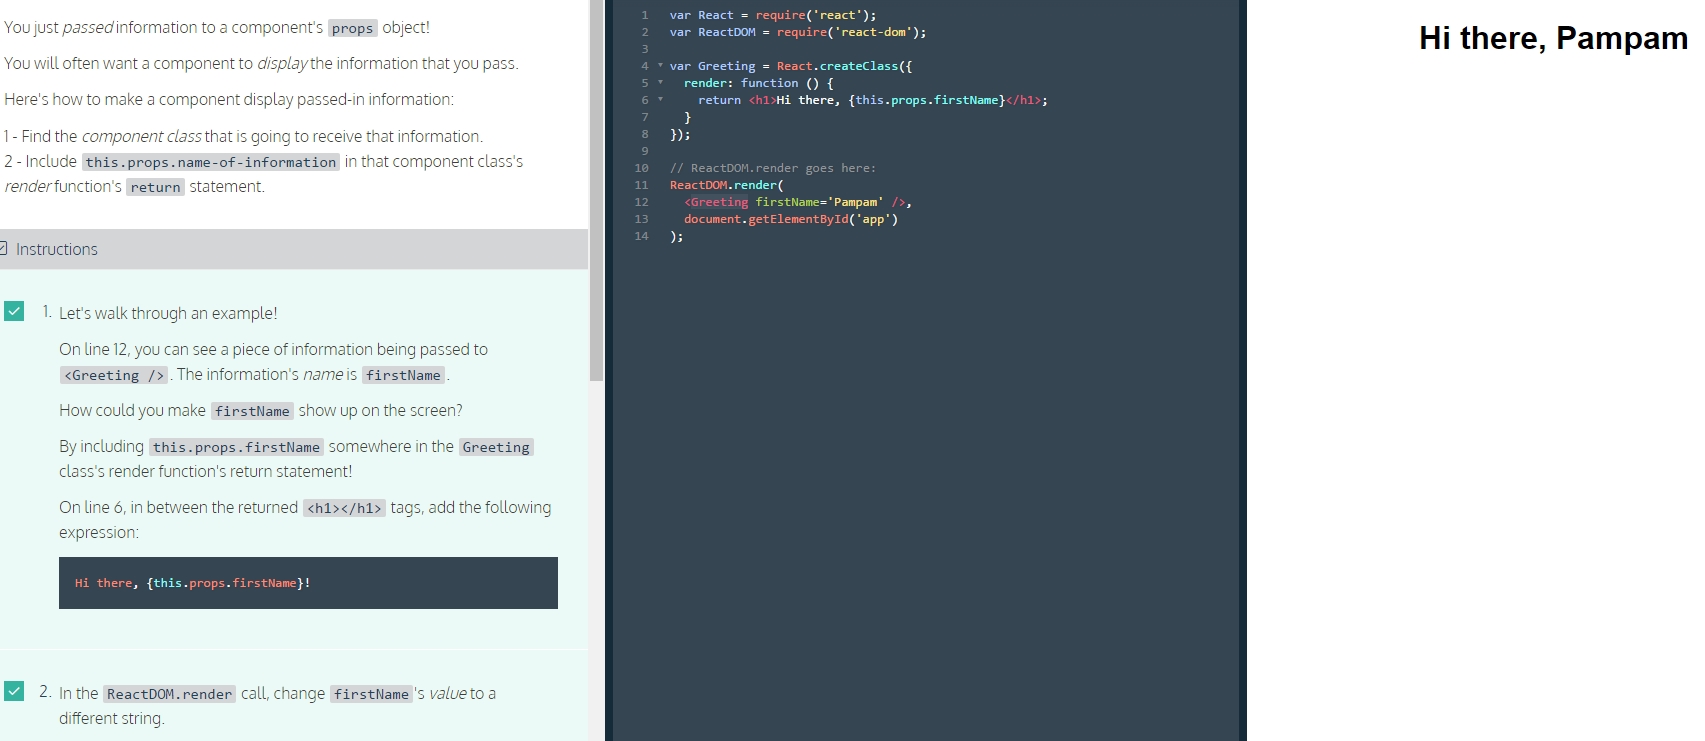 You just passed information to a component's props object!
You will often want a component to display the information that you pass.
Here's how to make a component display passed-in information:
1 - Find the component class that is going to receive that information.
2 - Include this.props.name-of-information in that component class's
render function's return statement.
Instructions
1. Let's walk through an example!
On line 12, you can see a piece of information being passed to
<Greeting />. The information's name is firstName.
How could you make firstName show up on the screen?
By including this.props.firstName somewhere in the Greeting
class's render function's return statement!
On line 6, in between the returned <h1></h1> tags, add the following
expression:
Hi there, {this.props.firstName}!
2. In the ReactDOM.render call, change firstName's value to a
different string.
1 var React = require('react');
2 var ReactDOM = require('react-dom');
3
4 var Greeting = React.createClass({
5   render: function () {
6     return <h1>Hi there, {this.props.firstName}</h1>;
7   }
8 });
9
10 // ReactDOM.render goes here:
11 ReactDOM.render(
12   <Greeting firstName='Pampam' />,
13   document.getElementById('app')
14 );
Hi there, Pampam